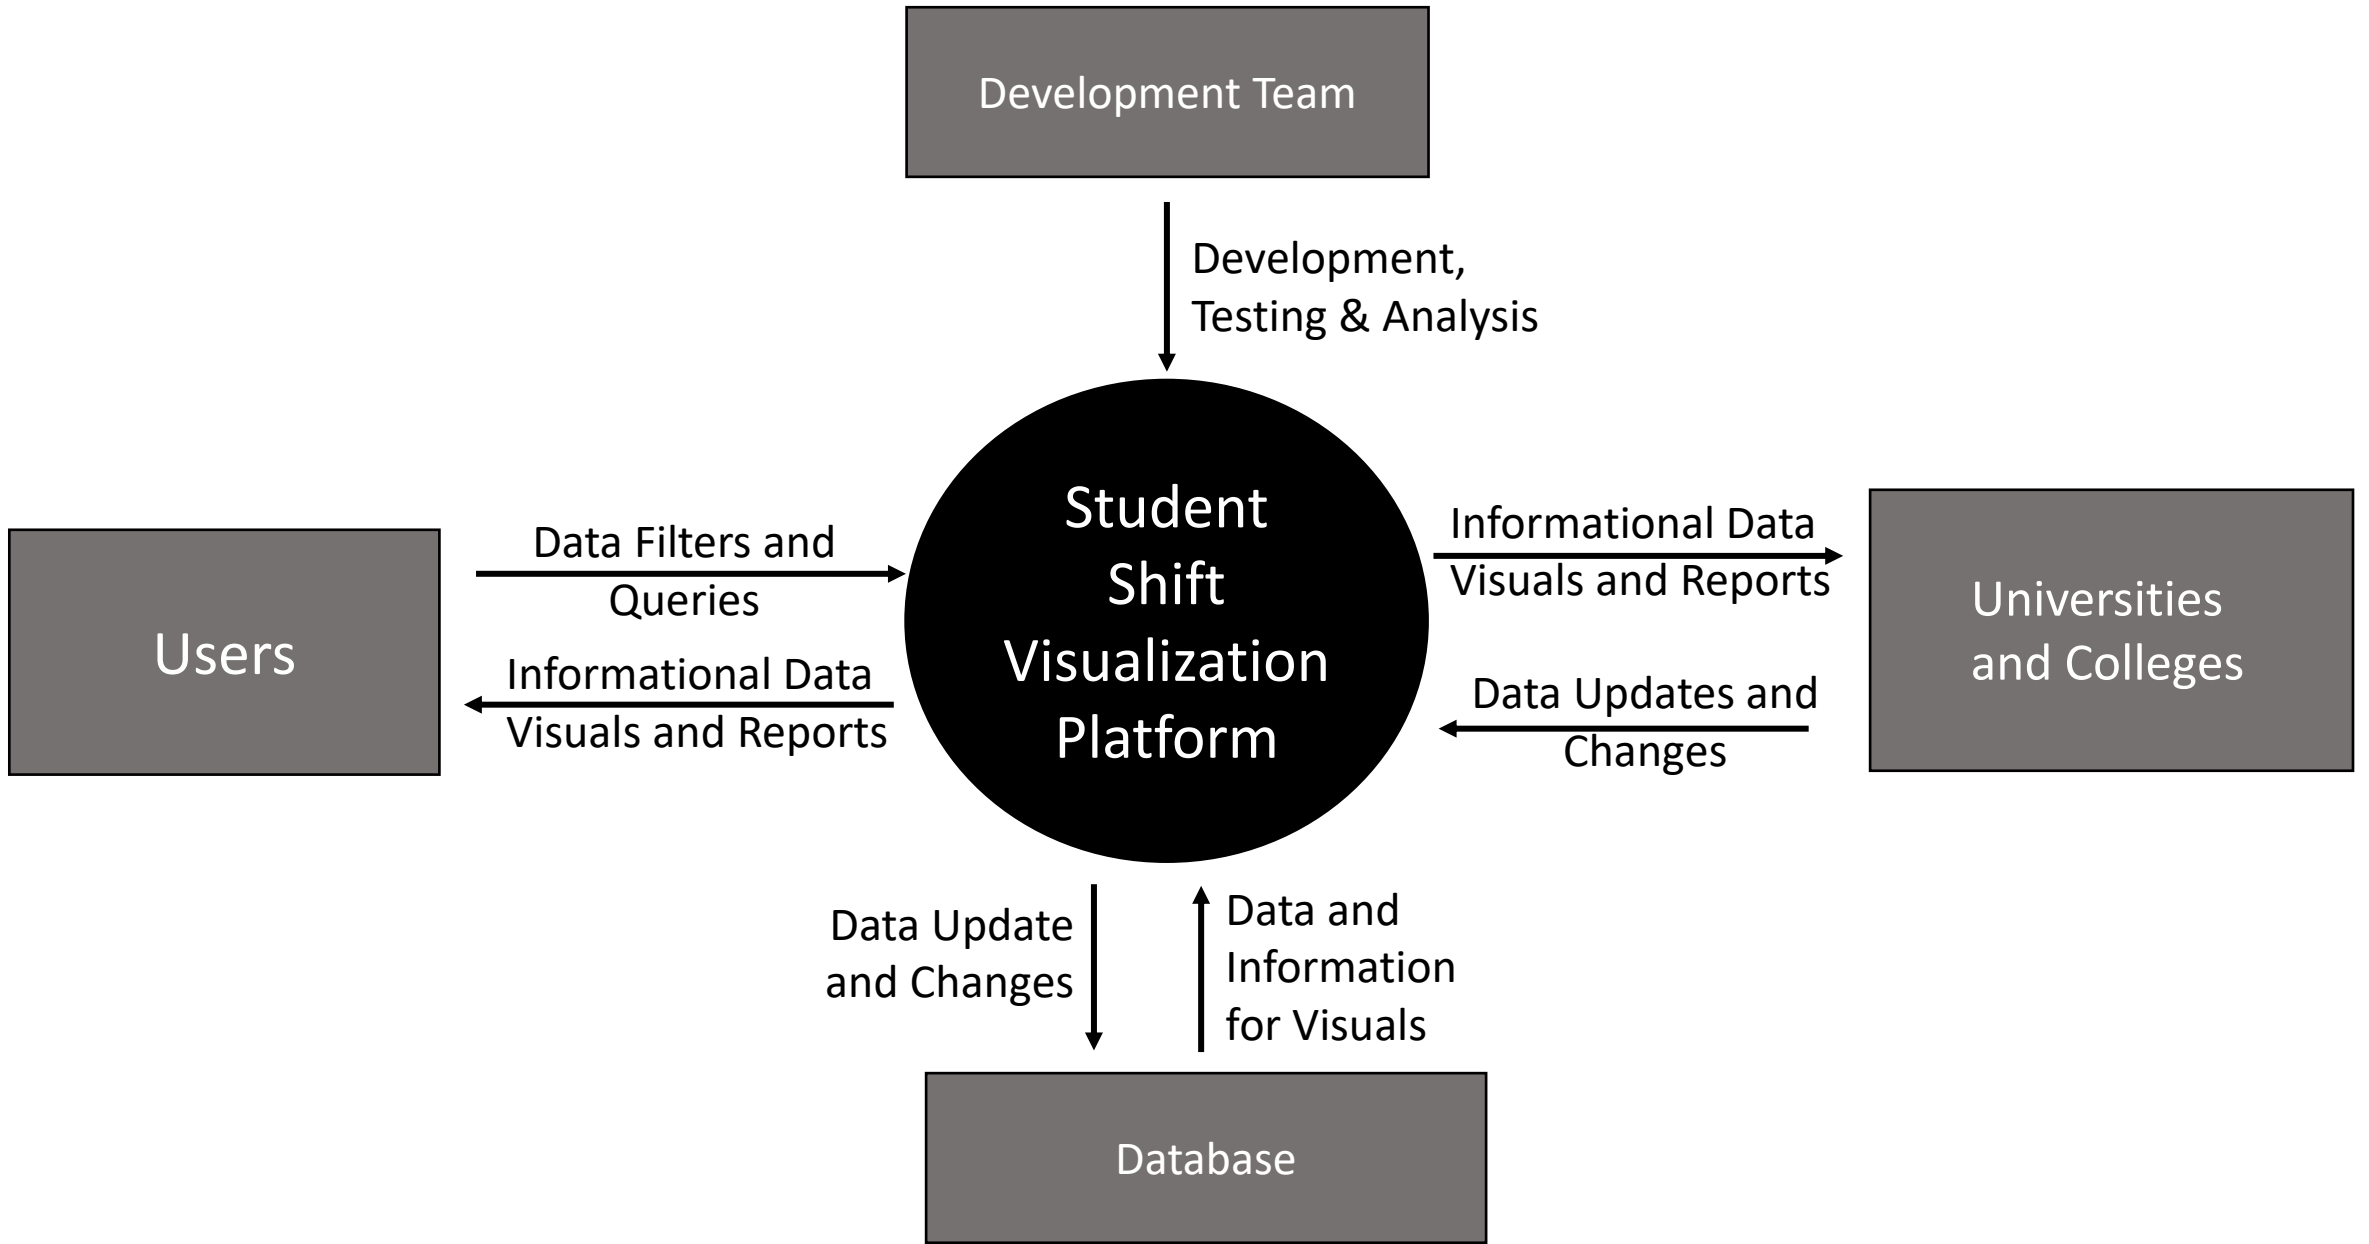 Development Team
Development,
Testing & Analysis
Users
Data Filters and
Queries
Informational Data
Visuals and Reports
Student
Shift
Visualization
Platform
Informational Data
Visuals and Reports
Data Updates and
Changes
Universities
and Colleges
Data Update
and Changes
Data and
Information
for Visuals
Database